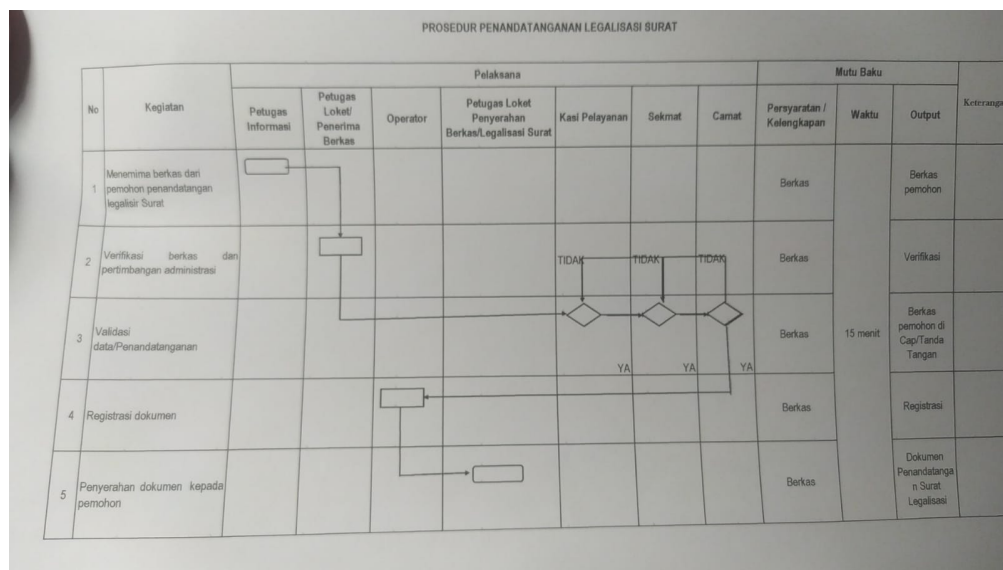 PROSEDUR PENANDATANGANAN LEGALISASI SURAT
No
Kegiatan
Pelaksana
Mutu Baku
Petugas
Informasi
Petugas
Loket/
Penerima
Berkas
Operator
Petugas Loket
Penyerahan
Berkas/Legalisasi Surat
Kasi Pelayanan
Sekmat
Camat
Persyaratan /
Kelengkapan
Waktu
Output
1
Menemima berkas dari
pemohon penandatangan
legalisir Surat
Berkas
Berkas
pemohon
2
Verifikasi berkas dan
pertimbangan administrasi
TIDAK
TIDAK
TIDAK
Berkas
Verifikasi
3
Validasi
data/Penandatanganan
YA
YA
YA
Berkas
15 menit
Berkas
pemohon di
Cap/Tanda
Tangan
4
Registrasi dokumen
Berkas
Registrasi
5
Penyerahan dokumen kepada
pemohon
Berkas
Dokumen
Penandatanga
n Surat
Legalisasi